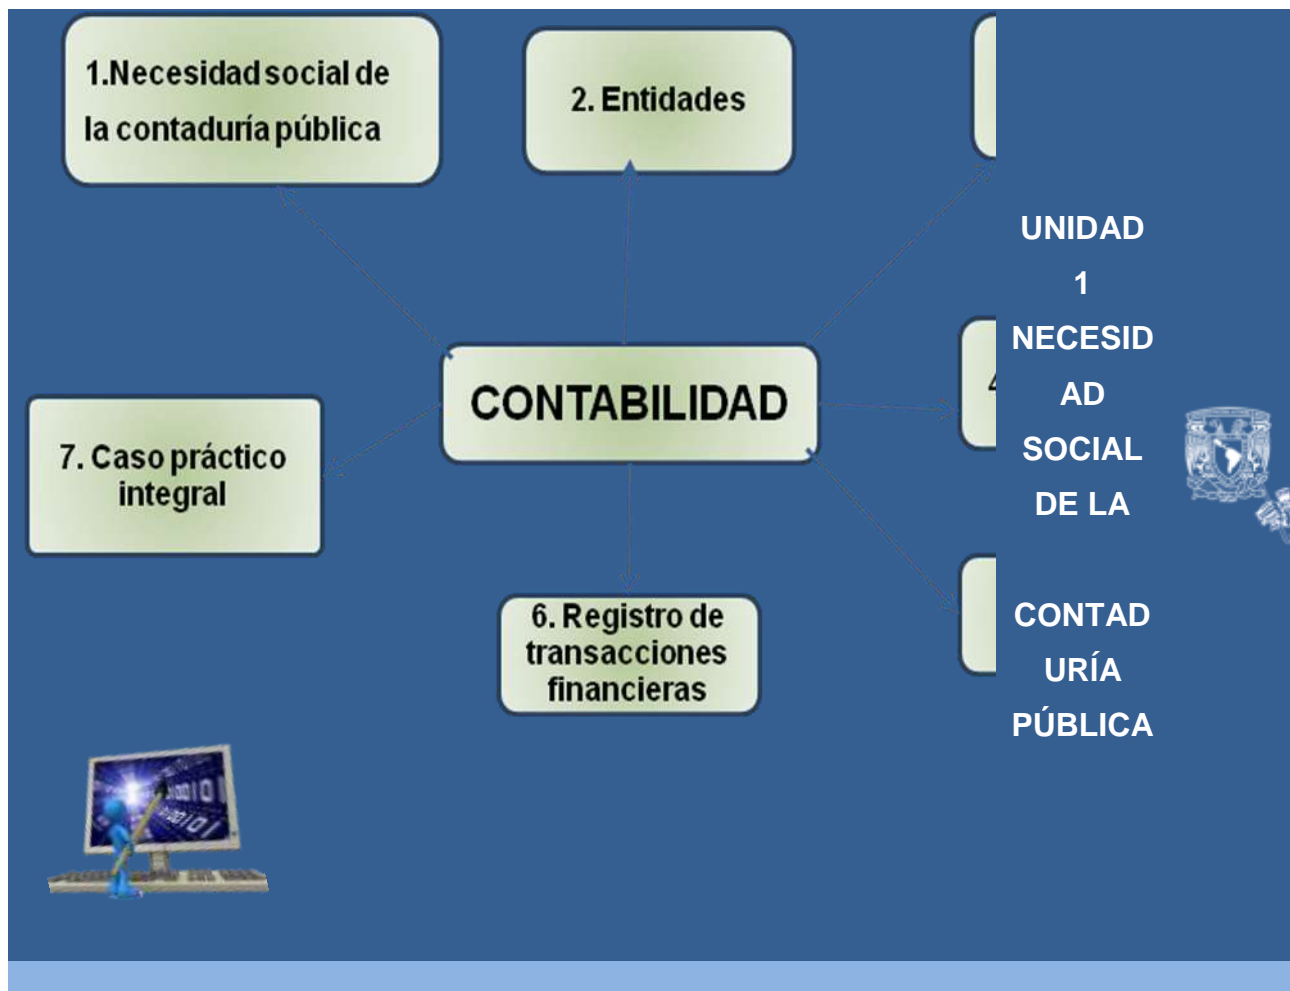 1.Necesidad social de
la contaduría pública
2. Entidades
CONTABILIDAD
7. Caso práctico
integral
6. Registro de
transacciones
financieras
UNIDAD
1
NECESID
AD
SOCIAL
DE LA
CONTAD
URÍA
PÚBLICA